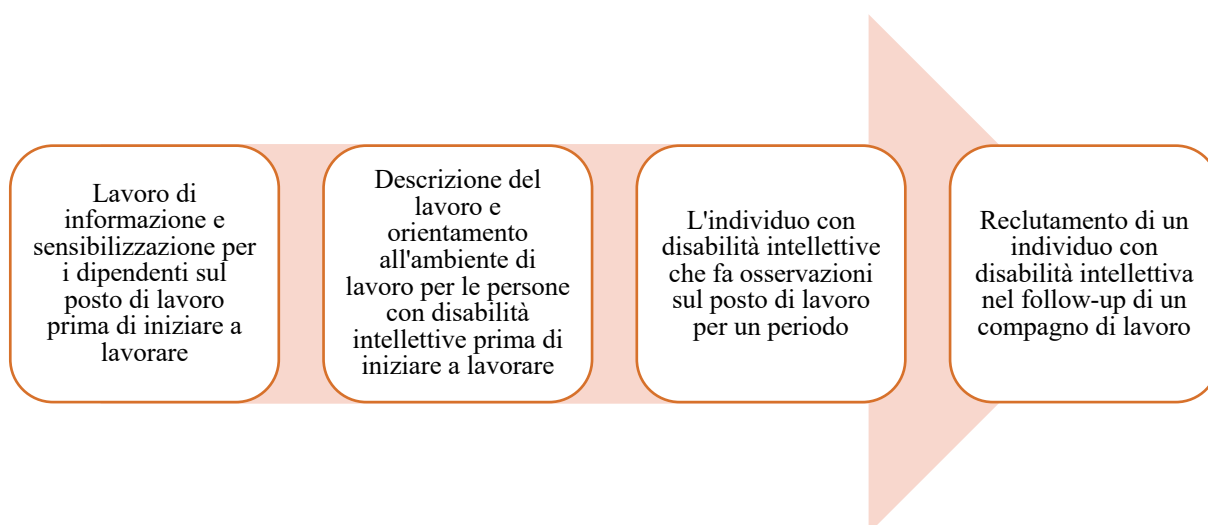 Lavoro di
informazione e
sensibilizzazione per
i dipendenti sul
posto di lavoro
prima di iniziare a
lavorare
Descrizione del
lavoro e
orientamento
all'ambiente di
lavoro per le persone
con disabilità
intellettive prima di
iniziare a lavorare
L'individuo con
disabilità intellettive
che fa osservazioni
sul posto di lavoro
per un periodo
Reclutamento di un
individuo con
disabilità intellettiva
nel follow-up di un
compagno di lavoro